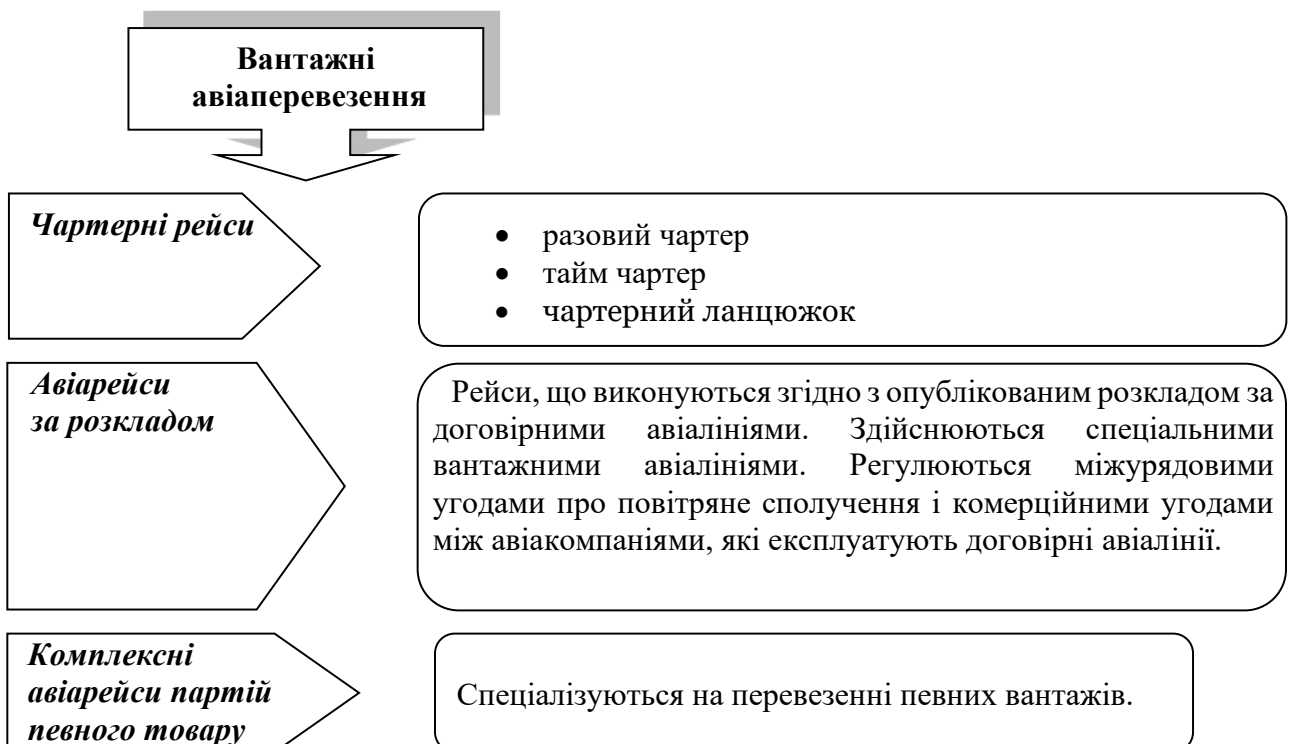 Вантажні
авіаперевезення
Чартерні рейси
• разовий чартер
• тайм чартер
• чартерний ланцюжок
Авіарейси
за розкладом
Рейси, що виконуються згідно з опублікованим розкладом за
договірними авіалініями. Здійснюються спеціальними
вантажними авіалініями. Регулюються міжурядовими
угодами про повітряне сполучення і комерційними угодами
між авіакомпаніями, які експлуатують договірні авіалінії.
Комплексні
авіарейси партій
певного товару
Спеціалізуються на перевезенні певних вантажів.